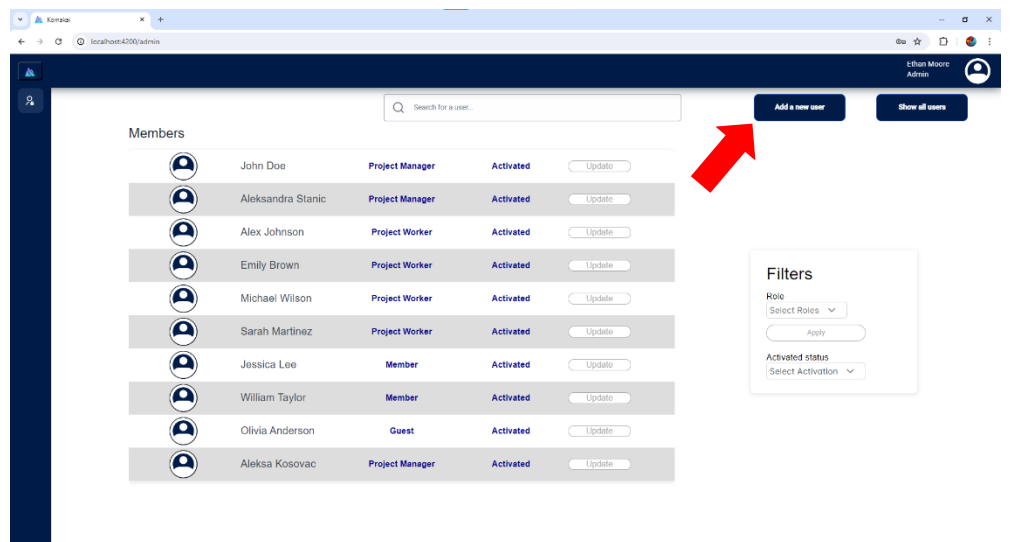 Komakai
localhost:4200/admin
Ethan Moore
Admin
Search for a user...
Add a new user
Show all users
Members
John Doe Project Manager Activated Update
Aleksandra Stanic Project Manager Activated Update
Alex Johnson Project Worker Activated Update
Emily Brown Project Worker Activated Update
Michael Wilson Project Worker Activated Update
Sarah Martinez Project Worker Activated Update
Jessica Lee Member Activated Update
William Taylor Member Activated Update
Olivia Anderson Guest Activated Update
Aleksa Kosovac Project Manager Activated Update
Filters
Role
Select Roles
Apply
Activated status
Select Activation